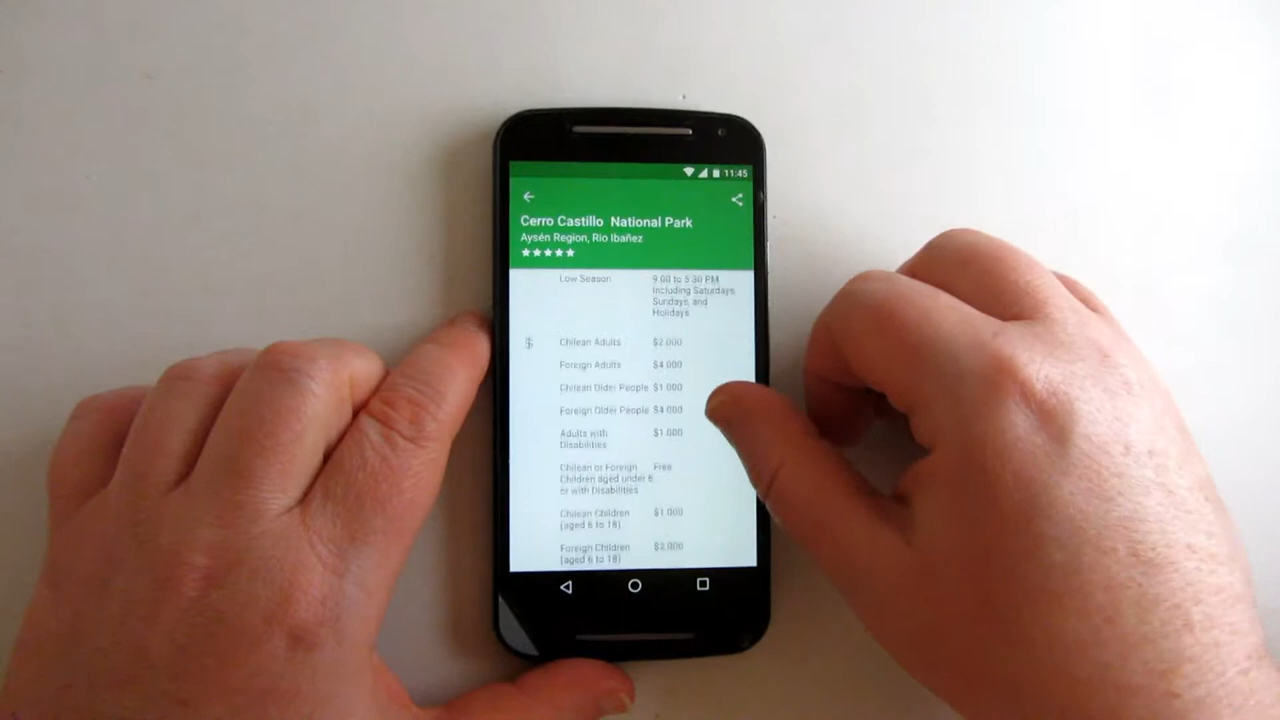 11:45
Cerro Castillo National Park
Aysén Region, Rio Ibañez
Low Season 9:00 to 5:30 PM
Including Saturdays,
Sundays, and
Holidays
$ Chilean Adults $2.000
Foreign Adults $4.000
Chilean Older People $1.000
Foreign Older People $4.000
Adults with $1.000
Disabilities
Chilean or Foreign Free
Children aged under 6
or with Disabilities
Chilean Children $1.000
(aged 6 to 18)
Foreign Children $2.000
(aged 6 to 18)